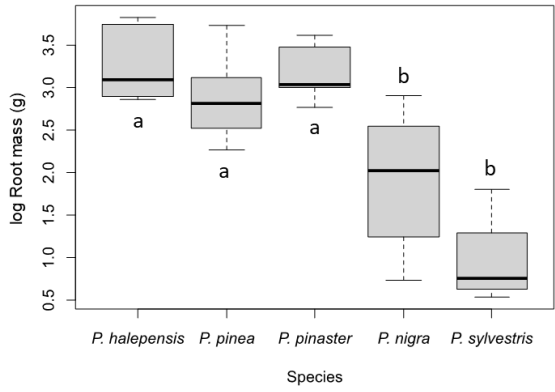 log Root mass (g)
3.5
3.0
2.5
2.0
1.5
1.0
0.5
a
a
a
b
b
P. halepensis P. pinea P. pinaster P. nigra P. sylvestris
Species